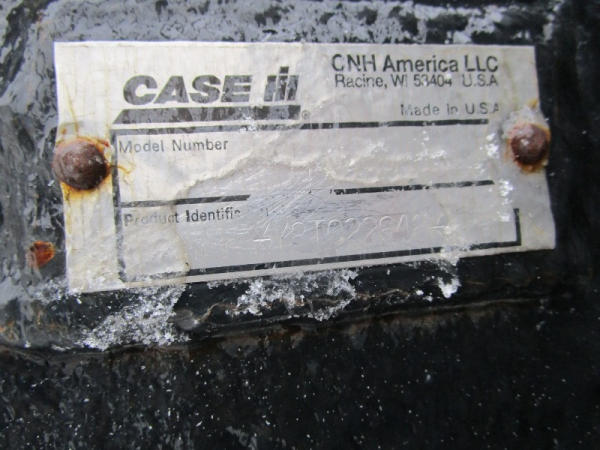 CASE IH
®
CNH America LLC
Racine, WI 53404 U.S.A
Made in U.S.A
Model Number
Product Identific